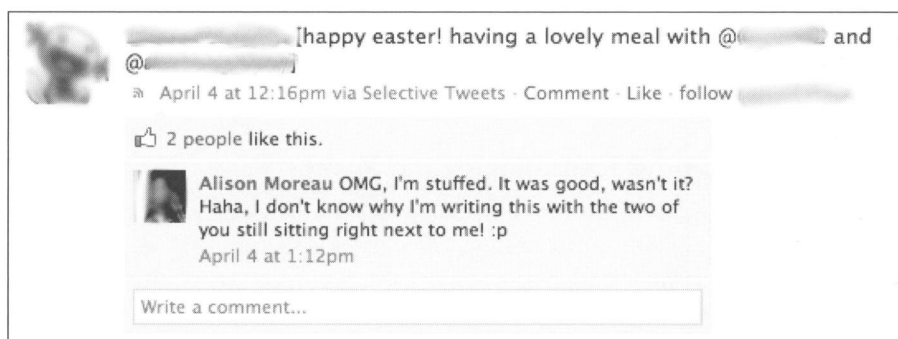 [happy easter! having a lovely meal with @ and
@ ]
April 4 at 12:16pm via Selective Tweets · Comment · Like · follow
2 people like this.
Alison Moreau OMG, I'm stuffed. It was good, wasn't it?
Haha, I don't know why I'm writing this with the two of
you still sitting right next to me! :p
April 4 at 1:12pm
Write a comment...